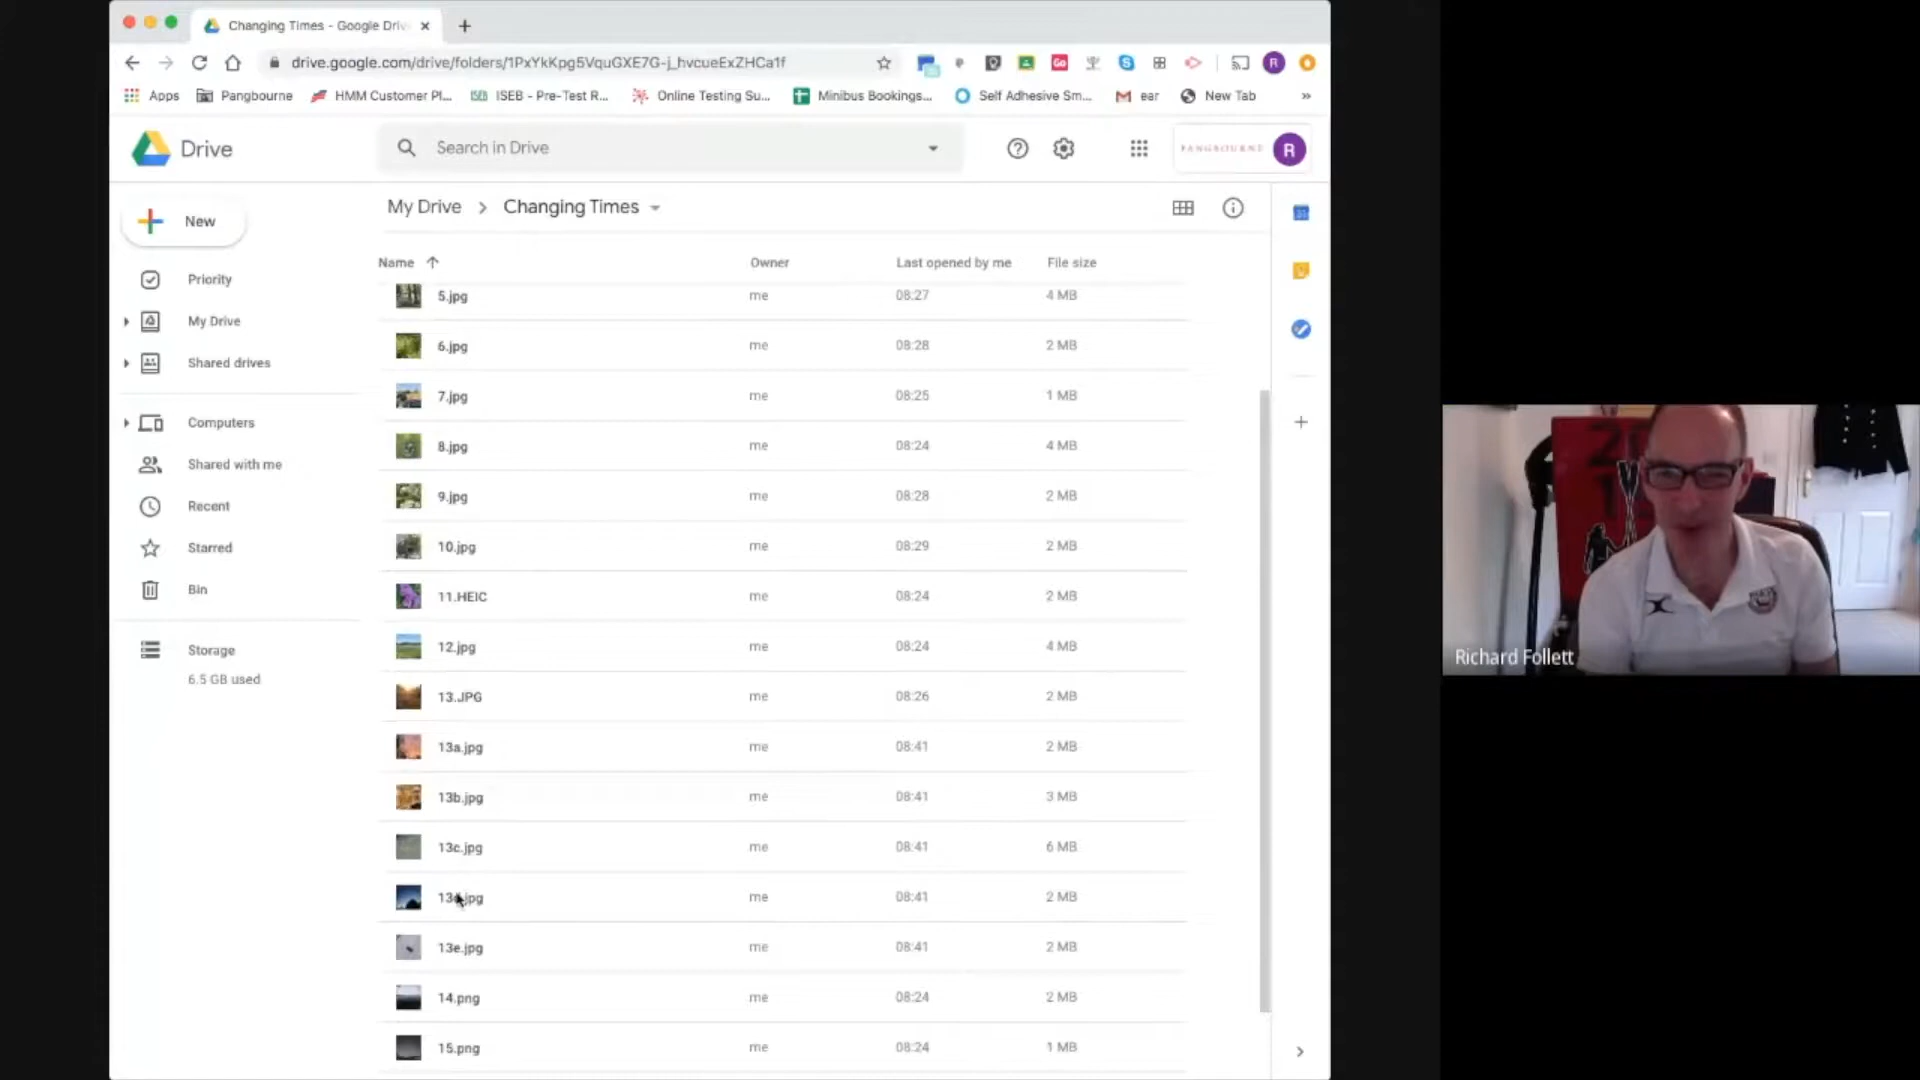 Changing Times - Google Driv
drive.google.com/drive/folders/1PxYkKpg5VquGXE7G-j_hvcueExZHCa1f
Go
R
Apps
Pangbourne
HMM Customer Pl...
ISEB - Pre-Test R...
Online Testing Su...
Minibus Bookings...
Self Adhesive Sm...
ear
New Tab
»
Drive
Search in Drive
PANGBOURNE
R
New
My Drive
Changing Times
Priority
My Drive
Shared drives
Computers
Shared with me
Recent
Starred
Bin
Storage
6.5 GB used
Name
Owner
Last opened by me
File size
5.jpg me 08:27 4 MB
6.jpg me 08:28 2 MB
7.jpg me 08:25 1 MB
8.jpg me 08:24 4 MB
9.jpg me 08:28 2 MB
10.jpg me 08:29 2 MB
11.HEIC me 08:24 2 MB
12.jpg me 08:24 4 MB
13.JPG me 08:26 2 MB
13a.jpg me 08:41 2 MB
13b.jpg me 08:41 3 MB
13c.jpg me 08:41 6 MB
13d.jpg me 08:41 2 MB
13e.jpg me 08:41 2 MB
14.png me 08:24 2 MB
15.png me 08:24 1 MB
Richard Follett